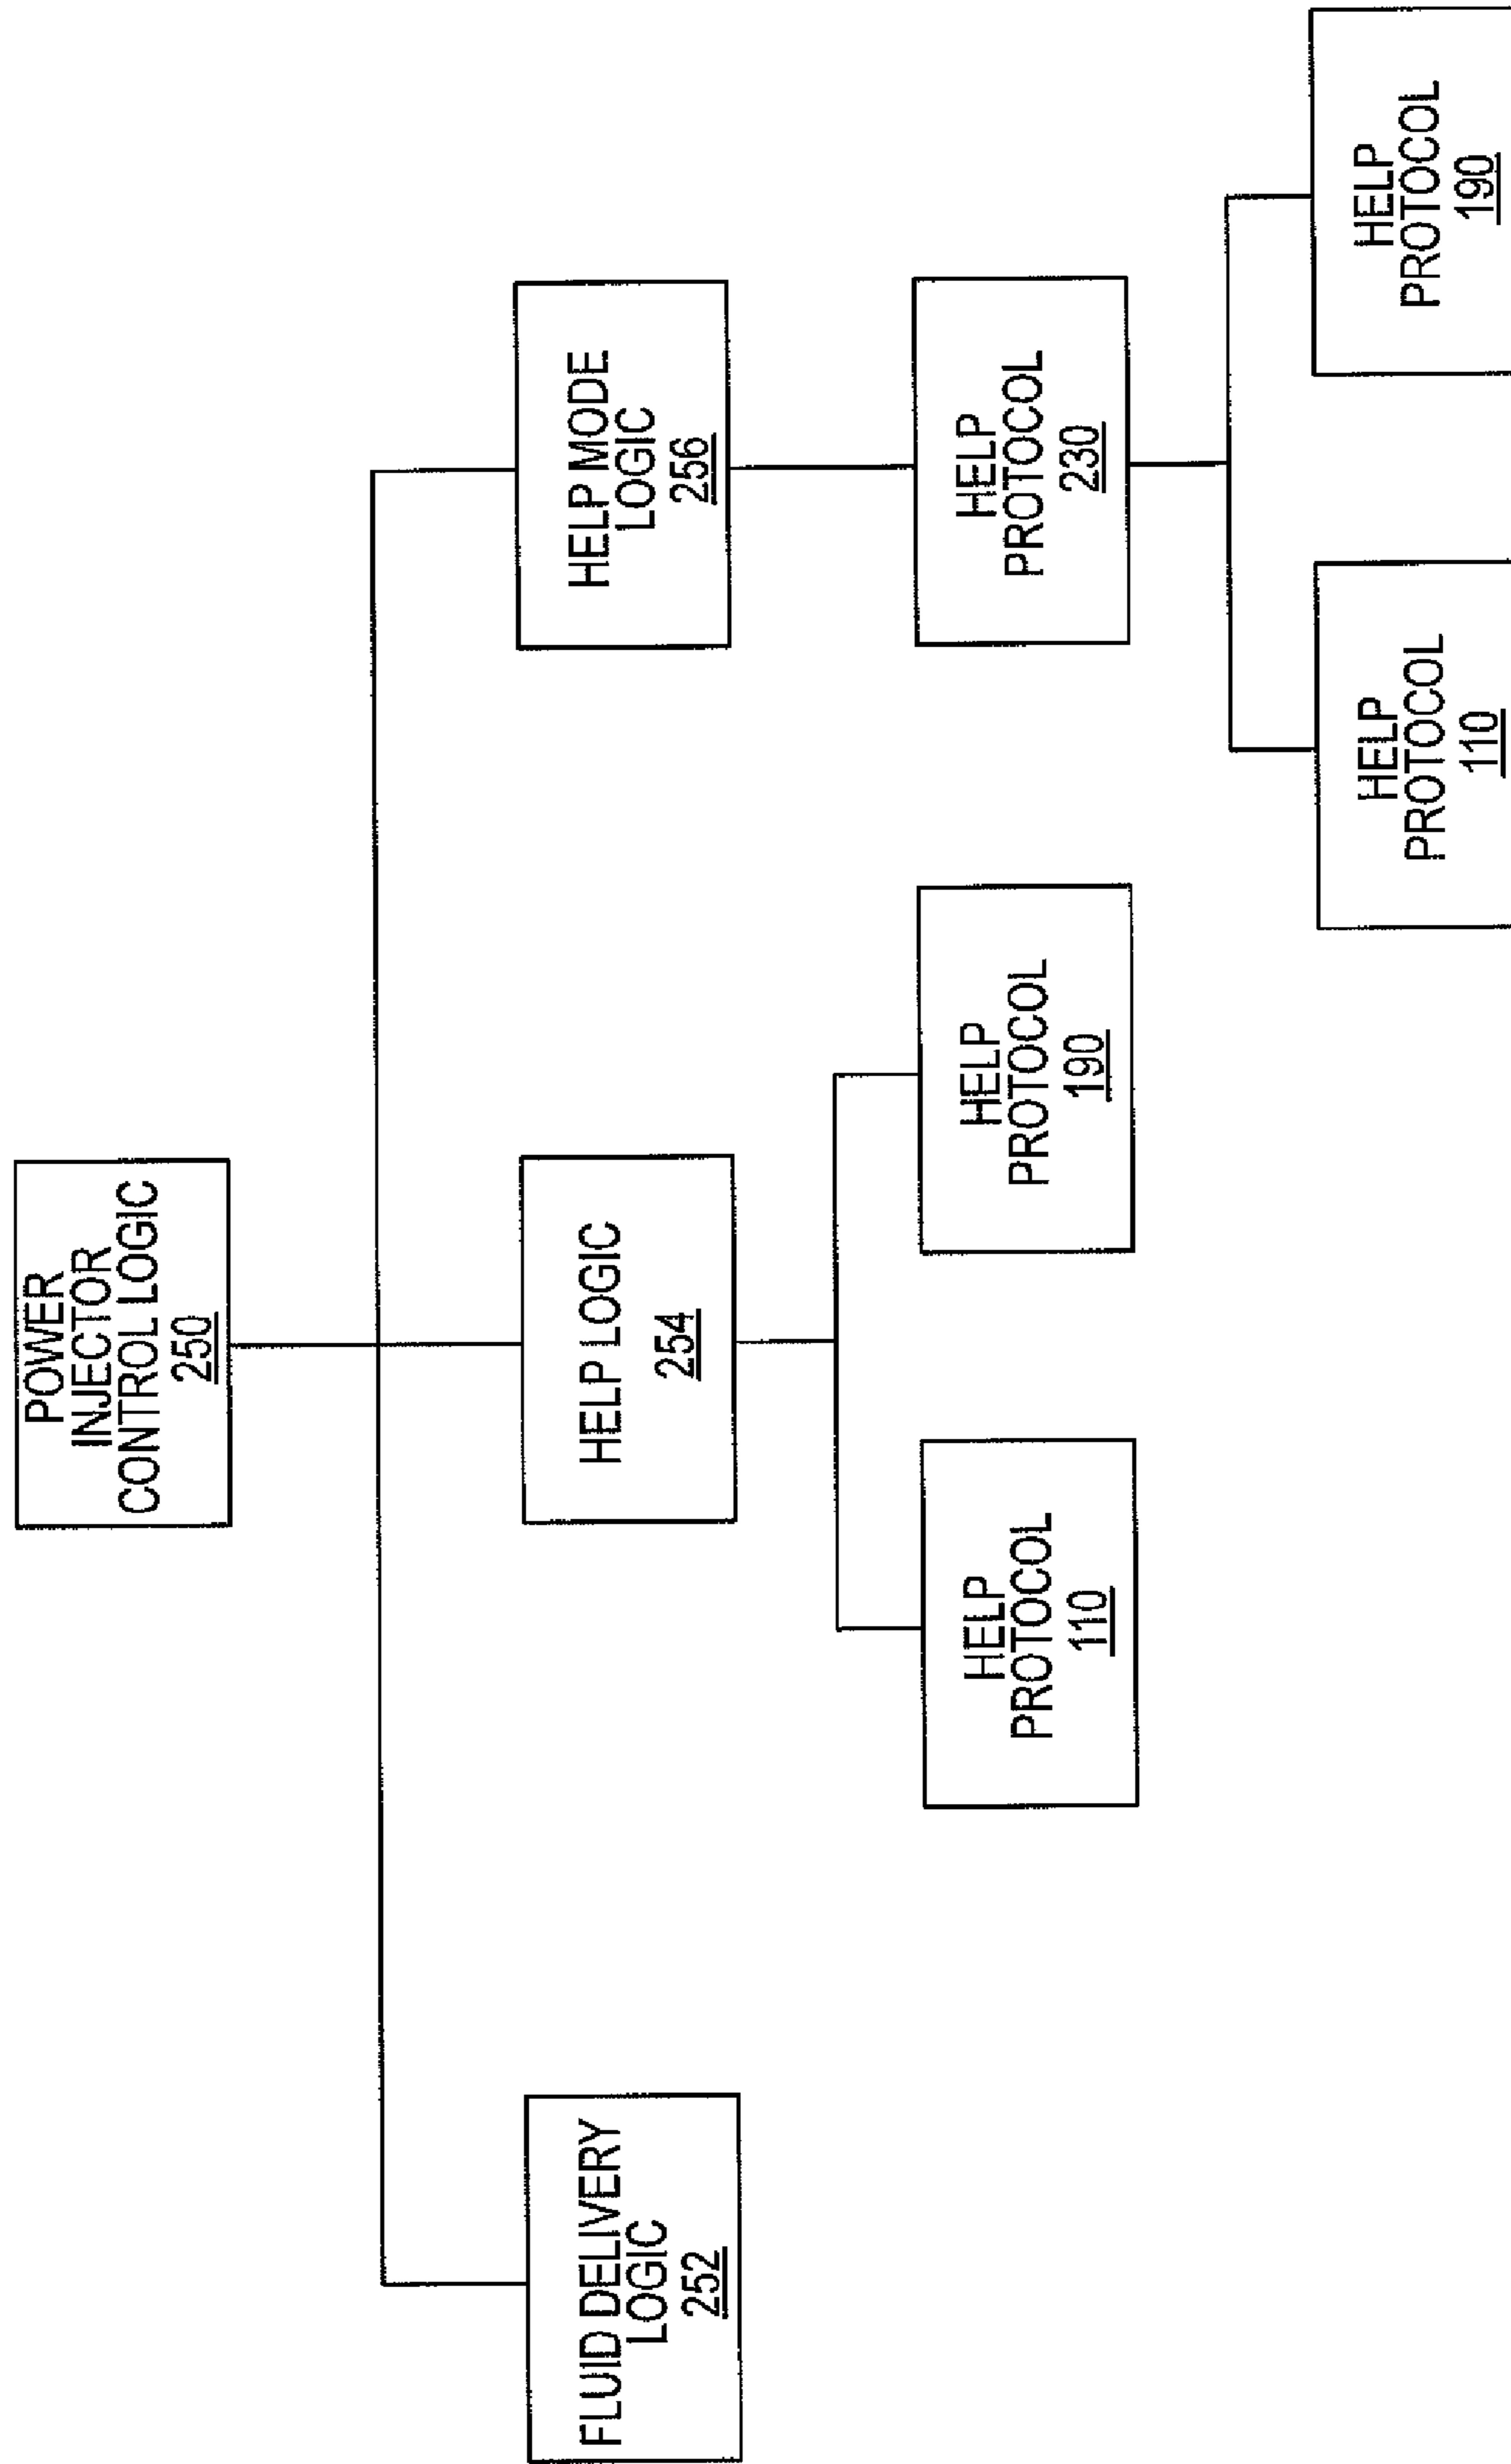 POWER
INJECTOR
CONTROL LOGIC
250
FLUID DELIVERY
LOGIC
252
HELP LOGIC
254
HELP MODE
LOGIC
256
HELP
PROTOCOL
110
HELP
PROTOCOL
190
HELP
PROTOCOL
230
HELP
PROTOCOL
110
HELP
PROTOCOL
190